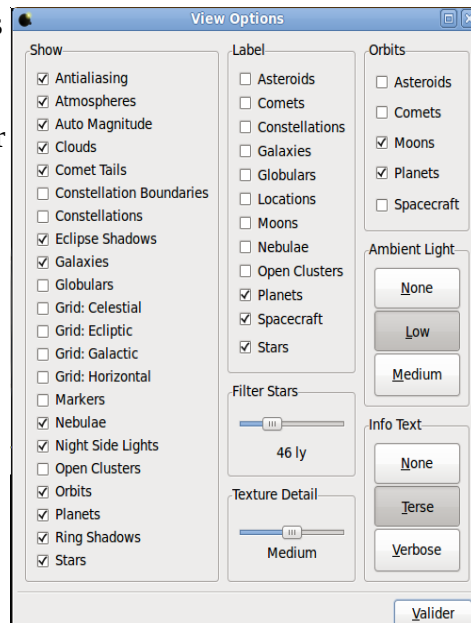 s
r
View Options
Show
Antialiasing
Atmospheres
Auto Magnitude
Clouds
Comet Tails
Constellation Boundaries
Constellations
Eclipse Shadows
Galaxies
Globulars
Grid: Celestial
Grid: Ecliptic
Grid: Galactic
Grid: Horizontal
Markers
Nebulae
Night Side Lights
Open Clusters
Orbits
Planets
Ring Shadows
Stars
Label
Asteroids
Comets
Constellations
Galaxies
Globulars
Locations
Moons
Nebulae
Open Clusters
Planets
Spacecraft
Stars
Filter Stars
46 ly
Texture Detail
Medium
Orbits
Asteroids
Comets
Moons
Planets
Spacecraft
Ambient Light
None
Low
Medium
Info Text
None
Terse
Verbose
Valider